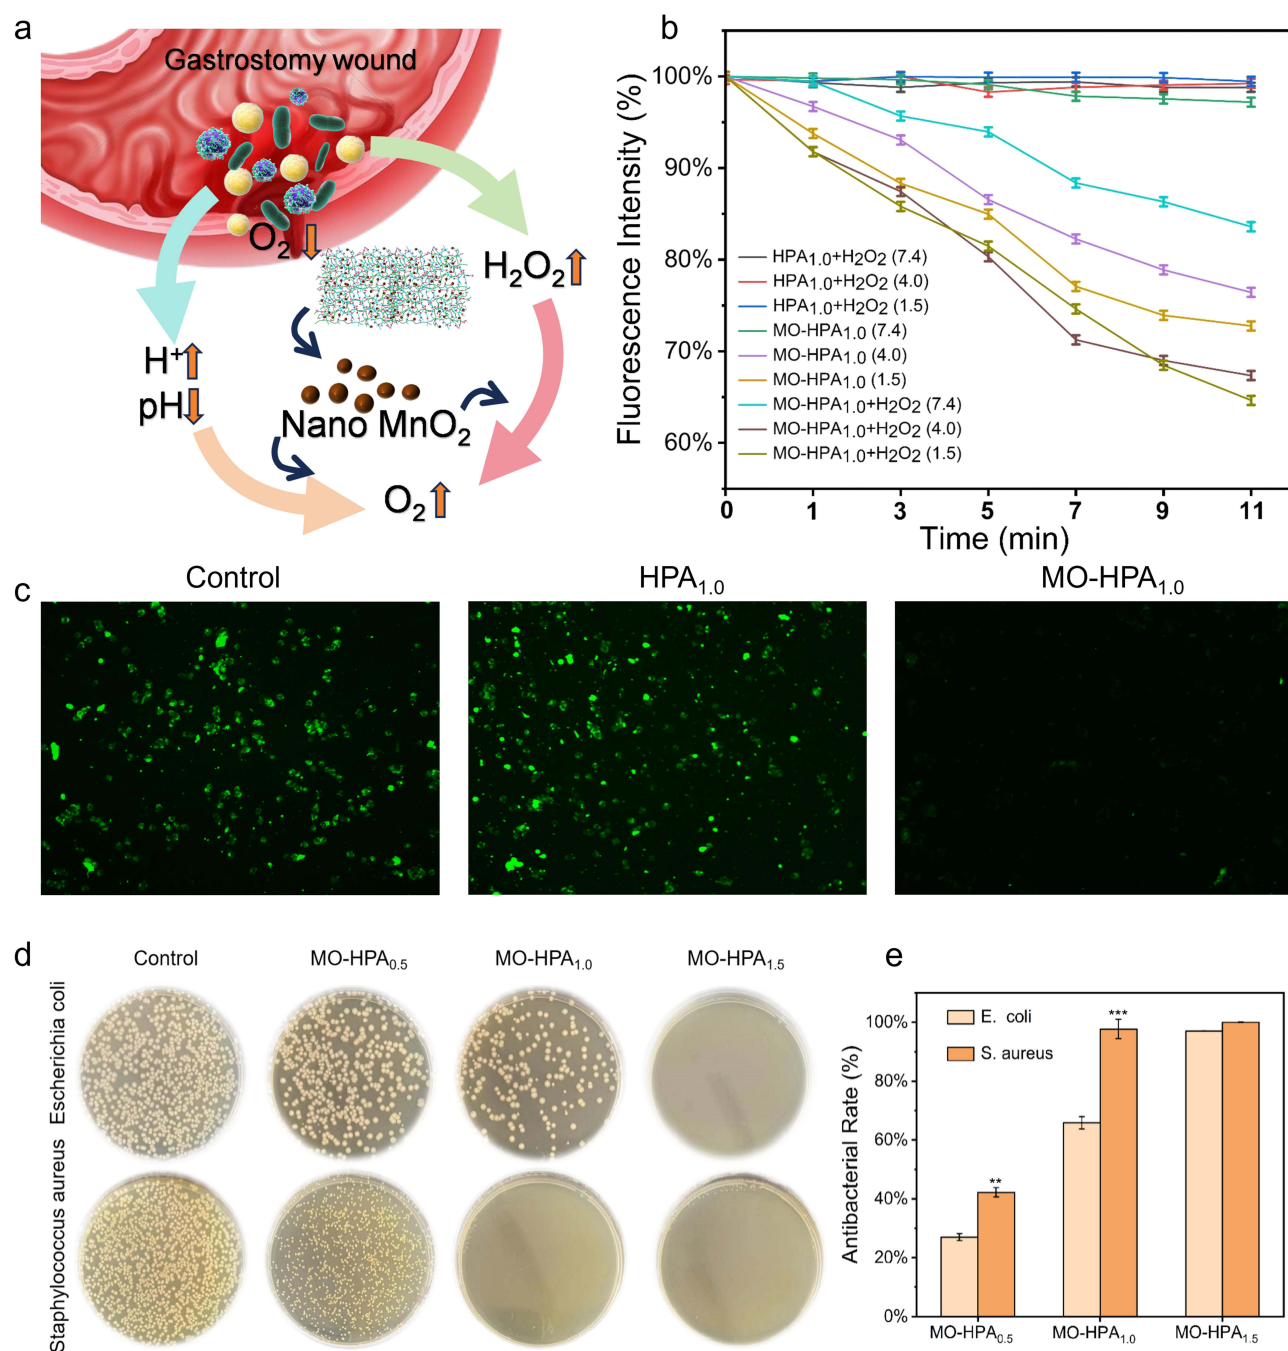 a
Gastrostomy wound
O₂
H₂O₂
H⁺
pH
Nano MnO₂
O₂
b
Fluorescence Intensity (%)
100%
90%
80%
70%
60%
HPA₁.₀+H₂O₂ (7.4)
HPA₁.₀+H₂O₂ (4.0)
HPA₁.₀+H₂O₂ (1.5)
MO-HPA₁.₀ (7.4)
MO-HPA₁.₀ (4.0)
MO-HPA₁.₀ (1.5)
MO-HPA₁.₀+H₂O₂ (7.4)
MO-HPA₁.₀+H₂O₂ (4.0)
MO-HPA₁.₀+H₂O₂ (1.5)
0 1 3 5 7 9 11
Time (min)
c
Control HPA₁.₀ MO-HPA₁.₀
d
Control MO-HPA₀.₅ MO-HPA₁.₀ MO-HPA₁.₅
Escherichia coli
Staphylococcus aureus
e
Antibacterial Rate (%)
100%
80%
60%
40%
20%
0%
E. coli
S. aureus
**
***
MO-HPA₀.₅ MO-HPA₁.₀ MO-HPA₁.₅